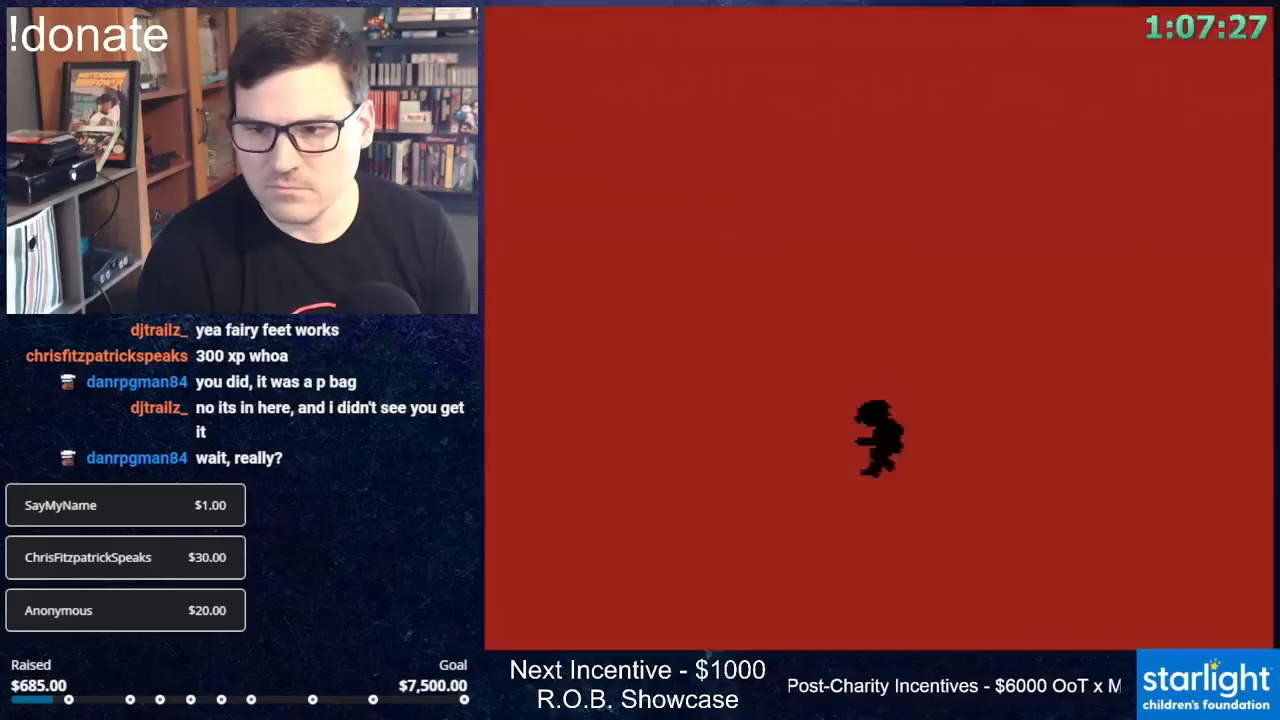 !donate
1:07:27
NINTENDO
POWER
djtrailz_ yea fairy feet works
chrisfitzpatrickspeaks 300 xp whoa
danrpgman84 you did, it was a p bag
djtrailz_ no its in here, and i didn't see you get
it
danrpgman84 wait, really?
SayMyName $1.00
ChrisFitzpatrickSpeaks $30.00
Anonymous $20.00
Raised Goal
$685.00 $7,500.00
Next Incentive - $1000
R.O.B. Showcase
Post-Charity Incentives - $6000 OoT x M
starlight
children's foundation